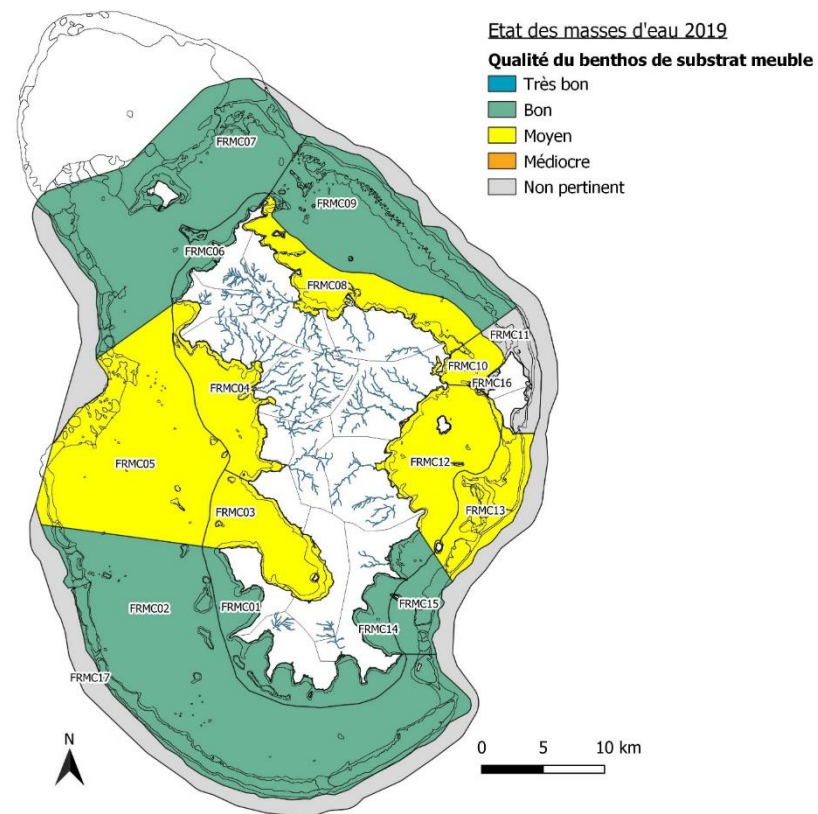 Etat des masses d'eau 2019
Qualité du benthos de substrat meuble
Très bon
Bon
Moyen
Médiocre
Non pertinent
FRMC07
FRMC09
FRMC06
FRMC08
FRMC11
FRMC10
FRMC16
FRMC04
FRMC12
FRMC05
FRMC03
FRMC13
FRMC02
FRMC01
FRMC15
FRMC14
FRMC17
N
0 5 10 km